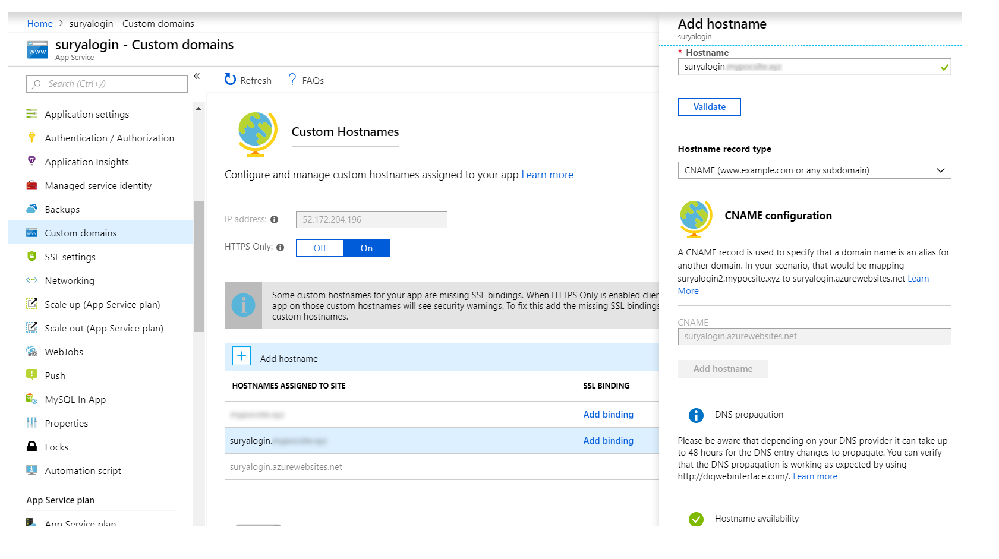 Home > suryalogin - Custom domains
www
suryalogin - Custom domains
App Service
Search (Ctrl+/)
«
Application settings
Authentication / Authorization
Application Insights
Managed service identity
Backups
Custom domains
SSL settings
Networking
Scale up (App Service plan)
Scale out (App Service plan)
WebJobs
Push
MySQL In App
Properties
Locks
Automation script
App Service plan
App Service plan
Refresh
? FAQs
Custom Hostnames
Configure and manage custom hostnames assigned to your app Learn more
IP address:
52.172.204.196
HTTPS Only:
Off
On
Some custom hostnames for your app are missing SSL bindings. When HTTPS Only is enabled clien
app on those custom hostnames will see security warnings. To fix this add the missing SSL bindings
custom hostnames.
+ Add hostname
HOSTNAMES ASSIGNED TO SITE
SSL BINDING
Add binding
suryalogin.
Add binding
suryalogin.azurewebsites.net
Add hostname
suryalogin
* Hostname
suryalogin.
Validate
Hostname record type
CNAME (www.example.com or any subdomain)
CNAME configuration
A CNAME record is used to specify that a domain name is an alias for
another domain. In your scenario, that would be mapping
suryalogin2.mypocsite.xyz to suryalogin.azurewebsites.net Learn
More
CNAME
suryalogin.azurewebsites.net
Add hostname
DNS propagation
Please be aware that depending on your DNS provider it can take up
to 48 hours for the DNS entry changes to propagate. You can verify
that the DNS propagation is working as expected by using
http://digwebinterface.com/. Learn more
Hostname availability